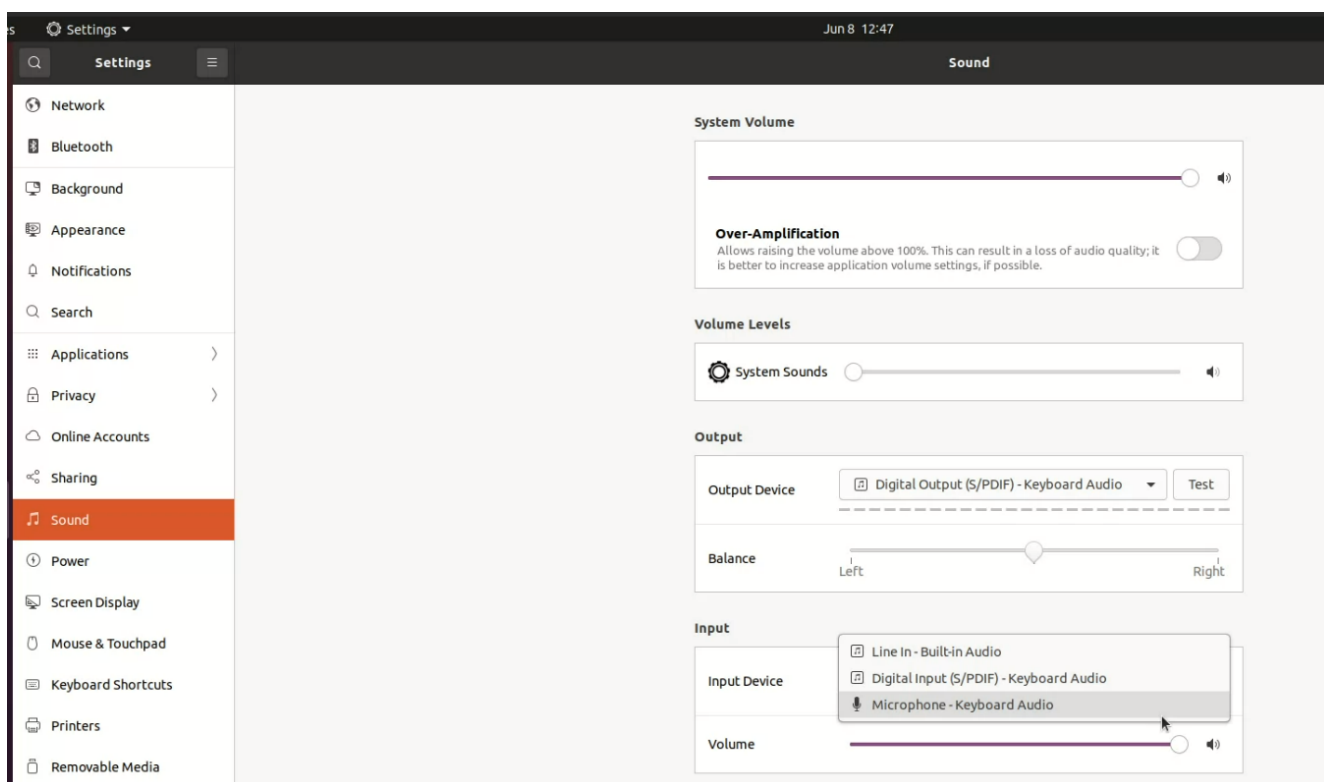 s
Settings
Jun 8 12:47
Settings
Sound
Network
Bluetooth
Background
Appearance
Notifications
Search
Applications
Privacy
Online Accounts
Sharing
Sound
Power
Screen Display
Mouse & Touchpad
Keyboard Shortcuts
Printers
Removable Media
System Volume
Over-Amplification
Allows raising the volume above 100%. This can result in a loss of audio quality; it
is better to increase application volume settings, if possible.
Volume Levels
System Sounds
Output
Output Device
Digital Output (S/PDIF) - Keyboard Audio
Test
Balance
Left
Right
Input
Input Device
Line In - Built-in Audio
Digital Input (S/PDIF) - Keyboard Audio
Microphone - Keyboard Audio
Volume